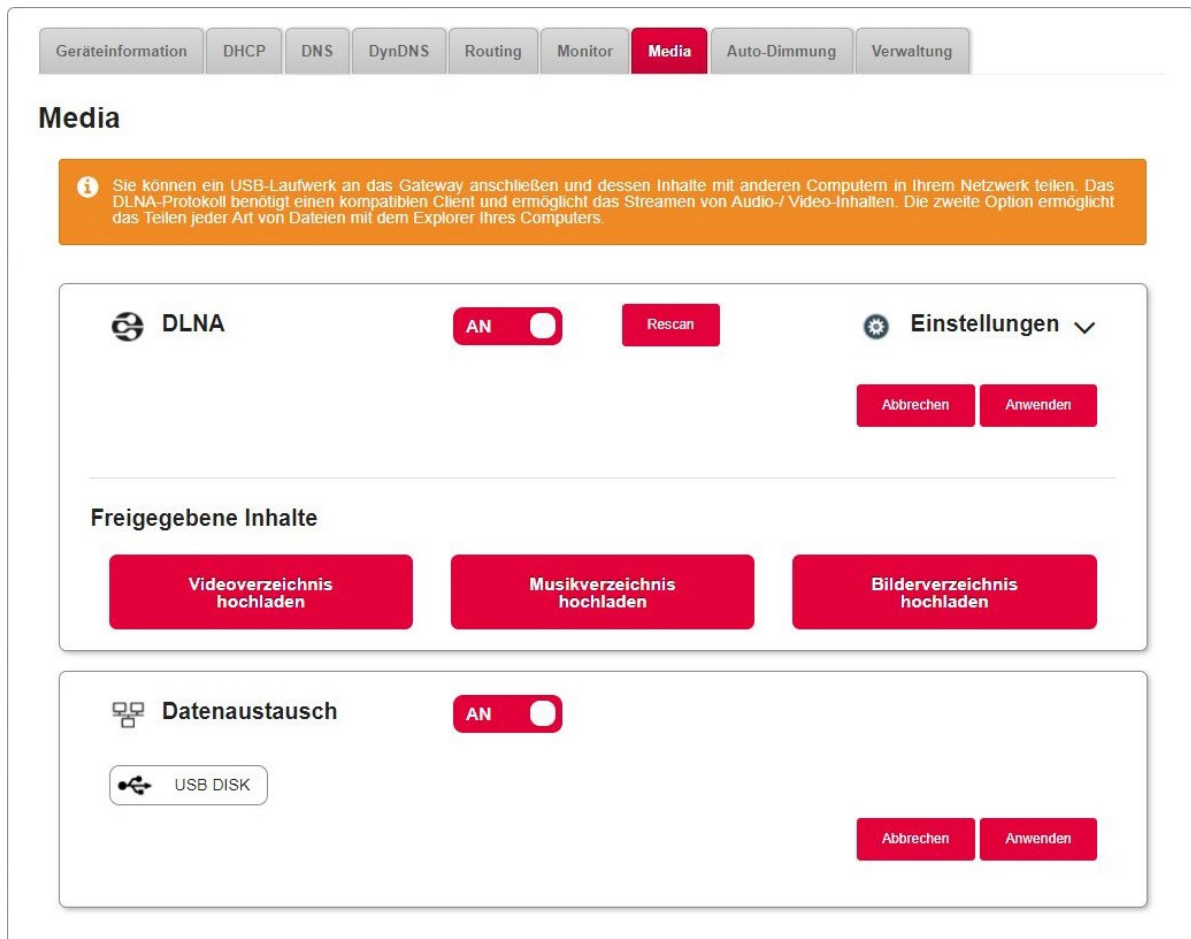 Geräteinformation DHCP DNS DynDNS Routing Monitor Media Auto-Dimmung Verwaltung
Media
Sie können ein USB-Laufwerk an das Gateway anschließen und dessen Inhalte mit anderen Computern in Ihrem Netzwerk teilen. Das
DLNA-Protokoll benötigt einen kompatiblen Client und ermöglicht das Streamen von Audio-/ Video-Inhalten. Die zweite Option ermöglicht
das Teilen jeder Art von Dateien mit dem Explorer Ihres Computers.
DLNA AN Rescan Einstellungen
Abbrechen Anwenden
Freigegebene Inhalte
Videoverzeichnis
hochladen
Musikverzeichnis
hochladen
Bilderverzeichnis
hochladen
Datenaustausch AN
USB DISK
Abbrechen Anwenden